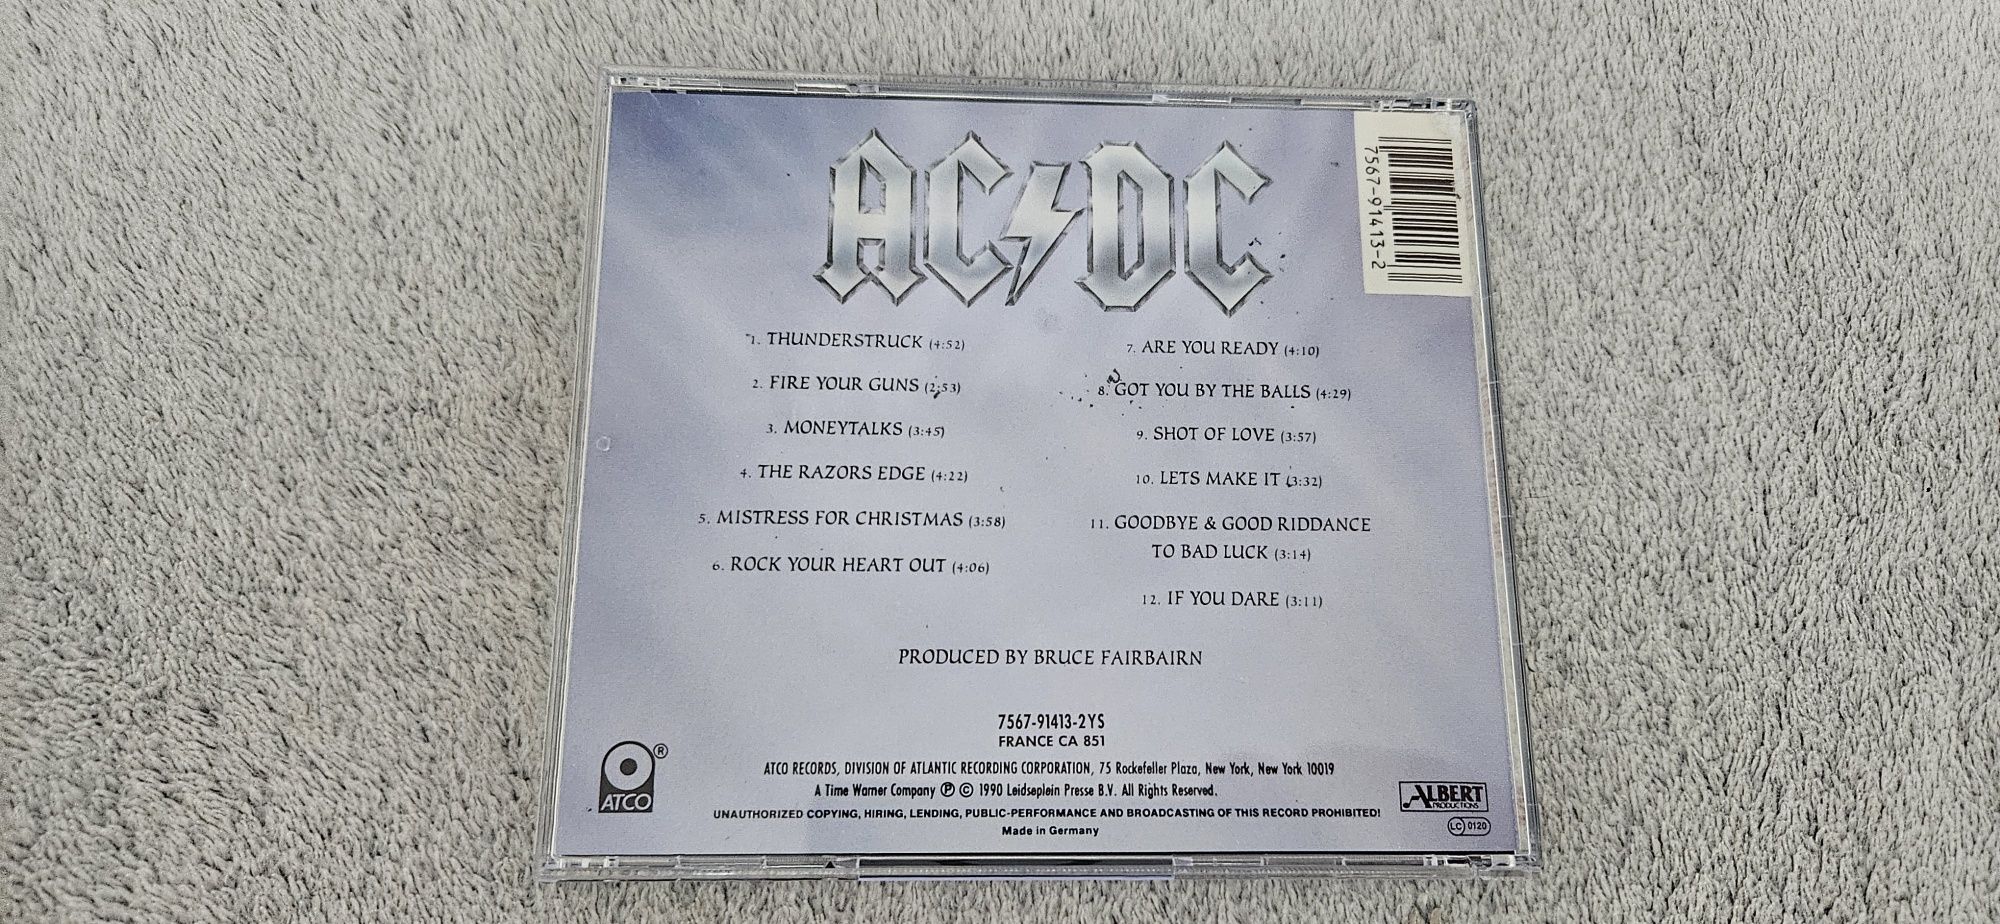 AC⚡DC
7567-91413-2
1. THUNDERSTRUCK (4:52)
2. FIRE YOUR GUNS (2:53)
3. MONEYTALKS (3:45)
4. THE RAZORS EDGE (4:22)
5. MISTRESS FOR CHRISTMAS (3:58)
6. ROCK YOUR HEART OUT (4:06)
7. ARE YOU READY (4:10)
8. GOT YOU BY THE BALLS (4:29)
9. SHOT OF LOVE (3:57)
10. LETS MAKE IT (3:32)
11. GOODBYE & GOOD RIDDANCE
TO BAD LUCK (3:14)
12. IF YOU DARE (3:11)
PRODUCED BY BRUCE FAIRBAIRN
7567-91413-2YS
FRANCE CA 851
ATCO RECORDS, DIVISION OF ATLANTIC RECORDING CORPORATION, 75 Rockefeller Plaza, New York, New York 10019
A Time Warner Company Ⓟ © 1990 Leidseplein Presse B.V. All Rights Reserved.
UNAUTHORIZED COPYING, HIRING, LENDING, PUBLIC-PERFORMANCE AND BROADCASTING OF THIS RECORD PROHIBITED!
Made in Germany
ATCO ®
ALBERT
PRODUCTIONS
LC 0120